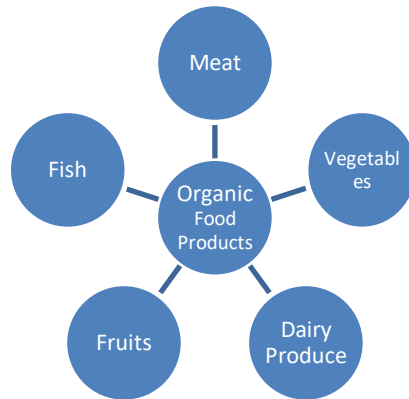 Meat
Fish
Vegetabl
es
Organic
Food
Products
Fruits
Dairy
Produce